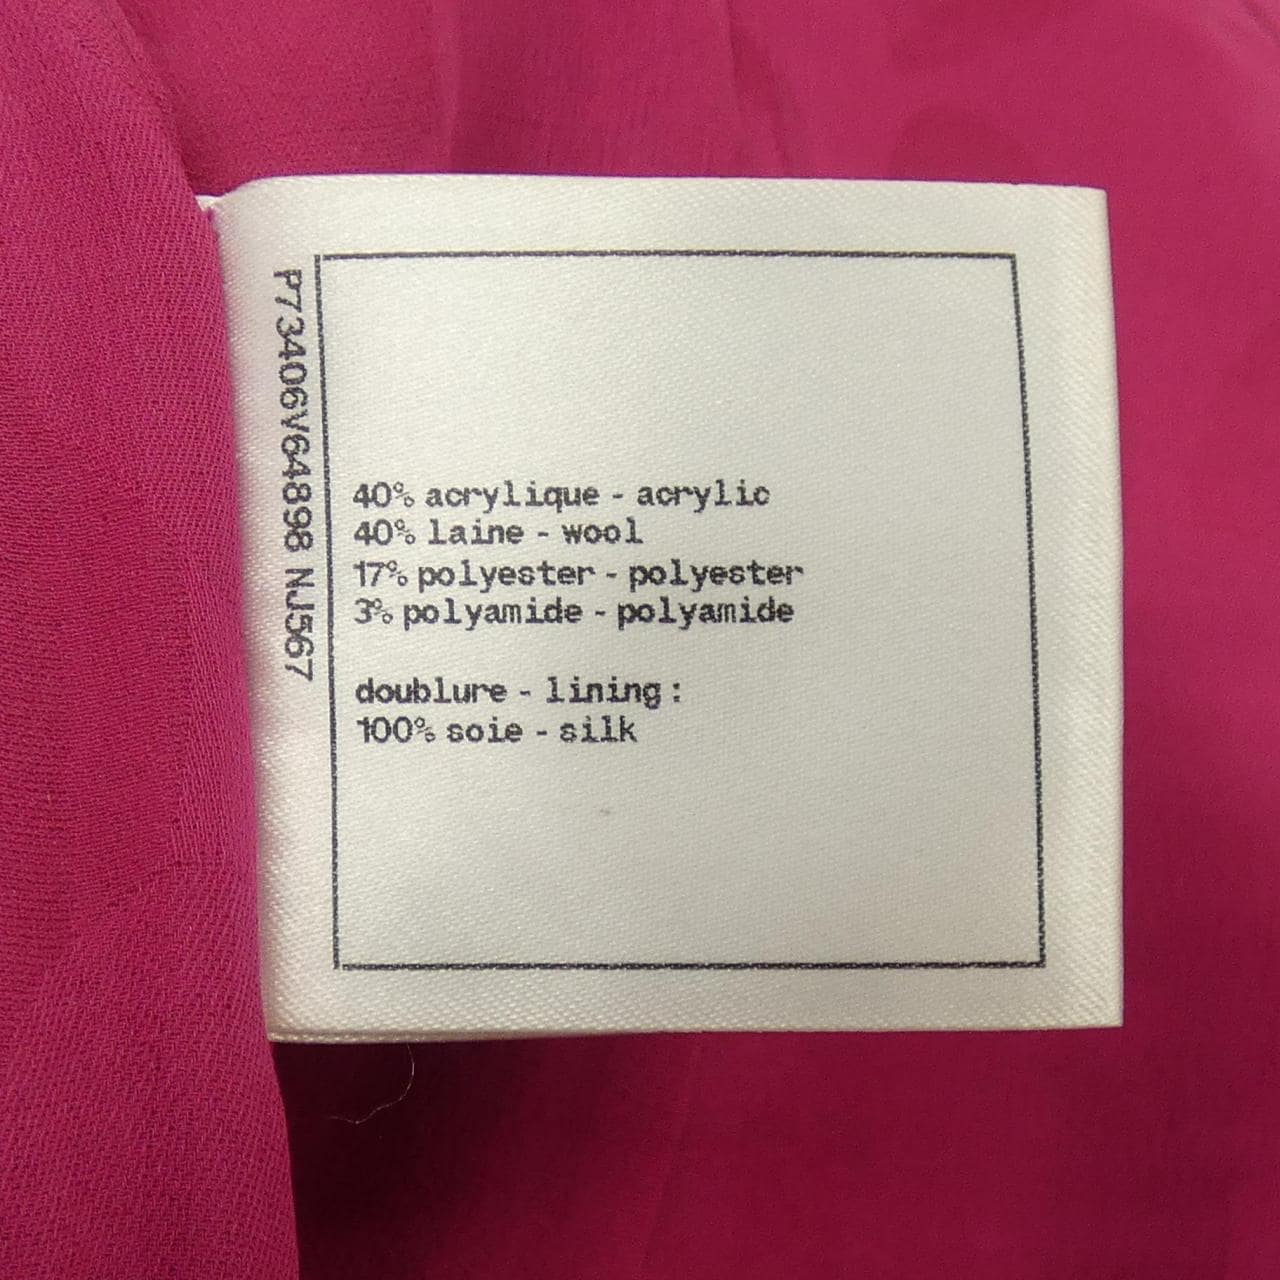 P73406V64898 NJ567
40% acrylique - acrylic
40% laine - wool
17% polyester - polyester
3% polyamide - polyamide
doublure - lining :
100% soie - silk